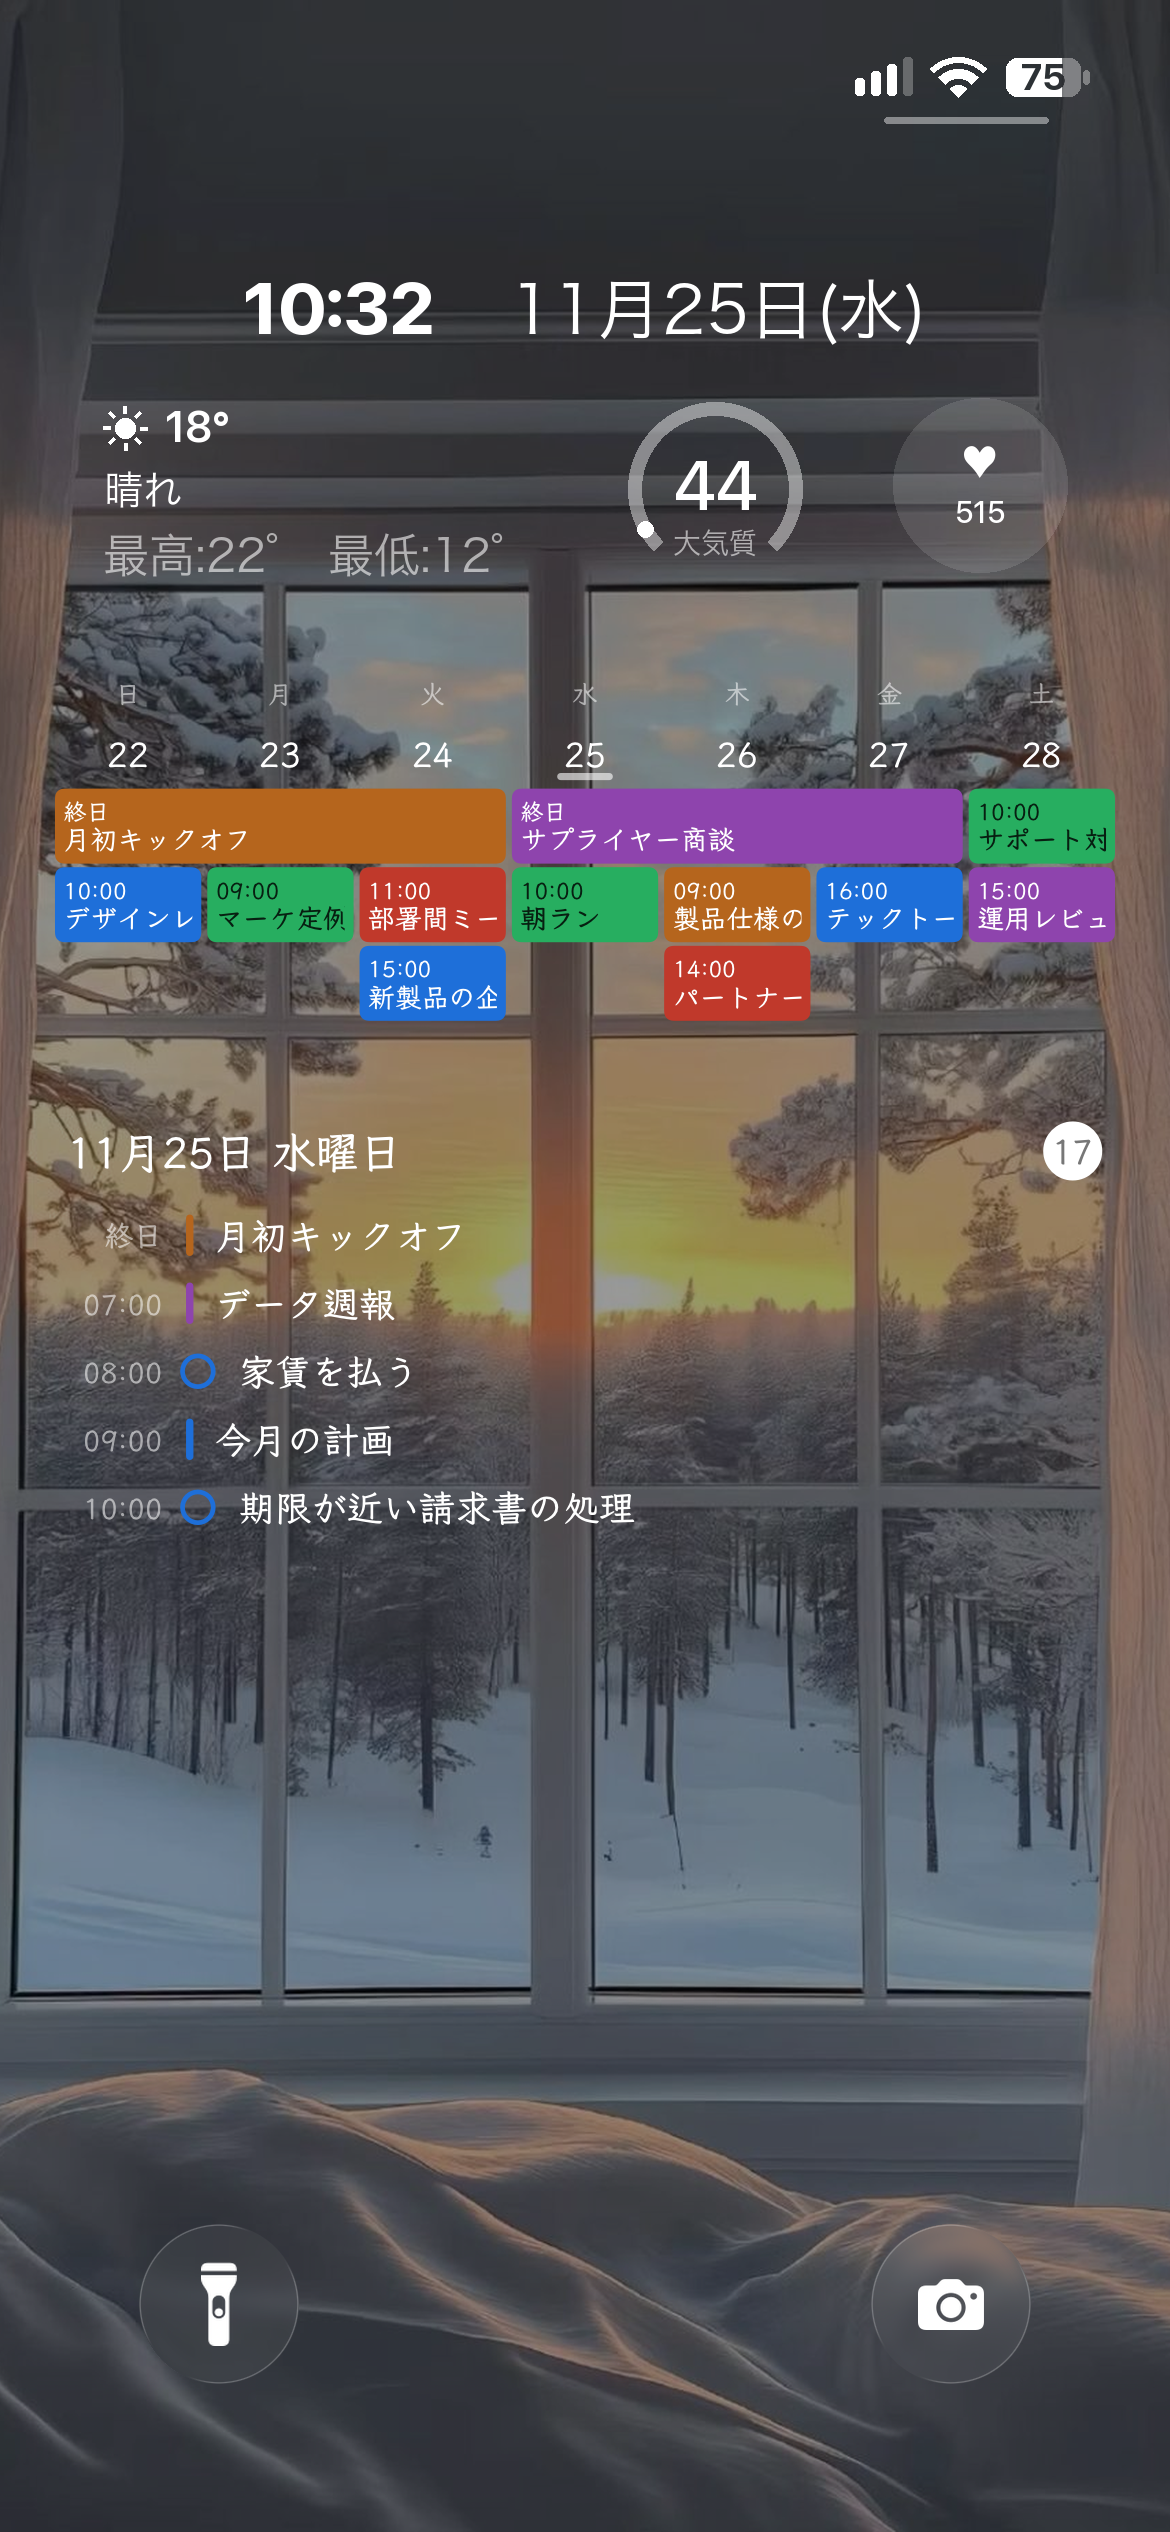 75
10:32 11月25日(水)
18°
晴れ
最高:22° 最低:12°
44
大気質
515
日 月 火 水 木 金 土
22 23 24 25 26 27 28
終日
月初キックオフ
終日
サプライヤー商談
10:00
サポート対
10:00
デザインレ
09:00
マーケ定例
11:00
部署間ミー
10:00
朝ラン
09:00
製品仕様の
16:00
テックトー
15:00
運用レビュ
15:00
新製品の企
14:00
パートナー
11月25日 水曜日
17
終日 月初キックオフ
07:00 データ週報
08:00 家賃を払う
09:00 今月の計画
10:00 期限が近い請求書の処理